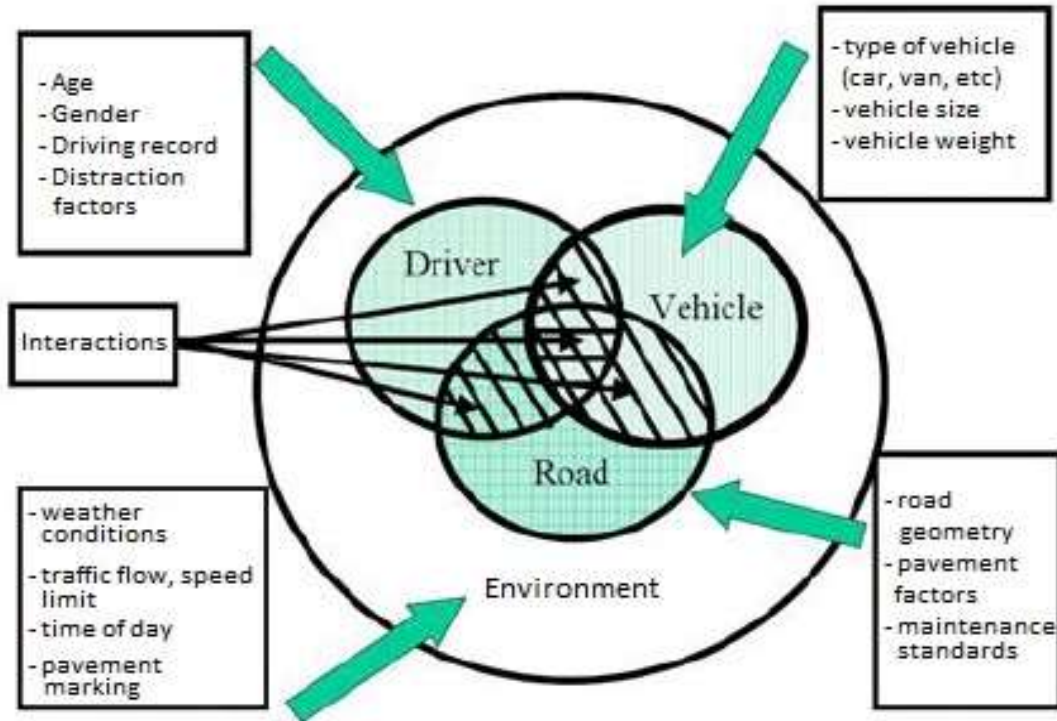 - Age
- Gender
- Driving record
- Distraction
factors
- type of vehicle
(car, van, etc)
- vehicle size
- vehicle weight
Driver
Vehicle
Interactions
Road
- weather
conditions
- traffic flow, speed
limit
- time of day
- pavement
marking
Environment
- road
geometry
- pavement
factors
- maintenance
standards